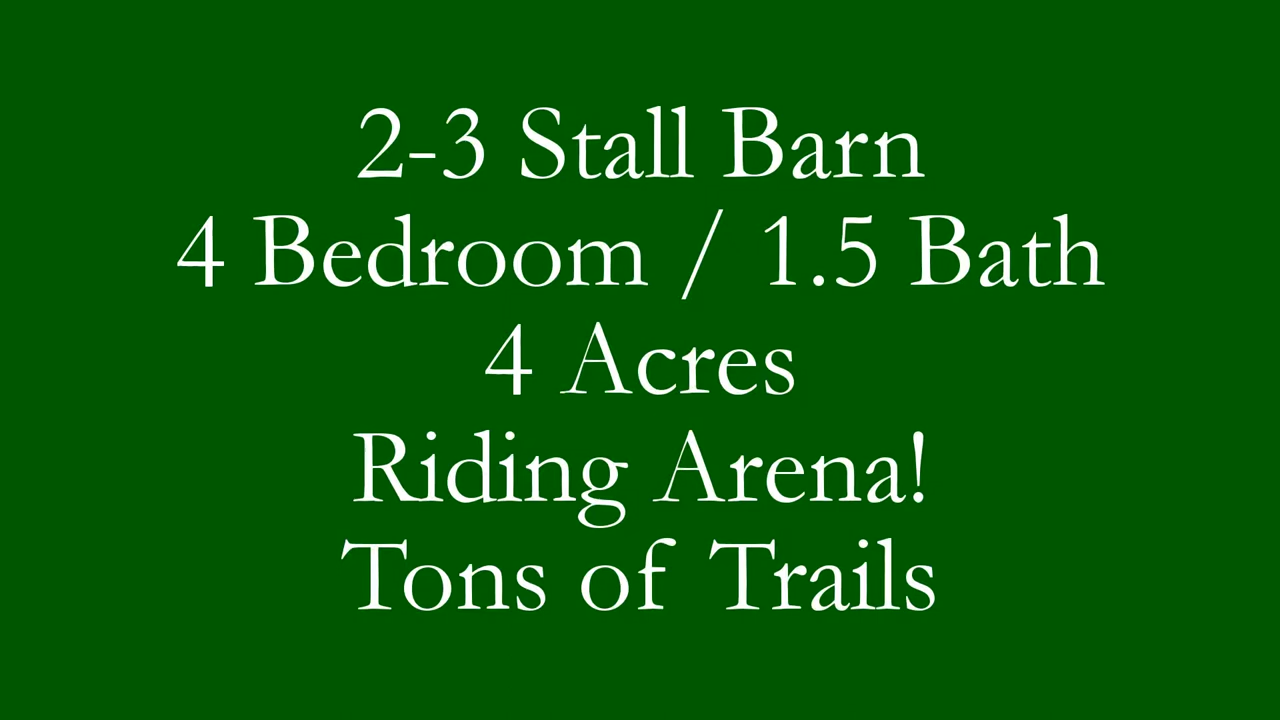 2-3 Stall Barn
4 Bedroom / 1.5 Bath
4 Acres
Riding Arena!
Tons of Trails